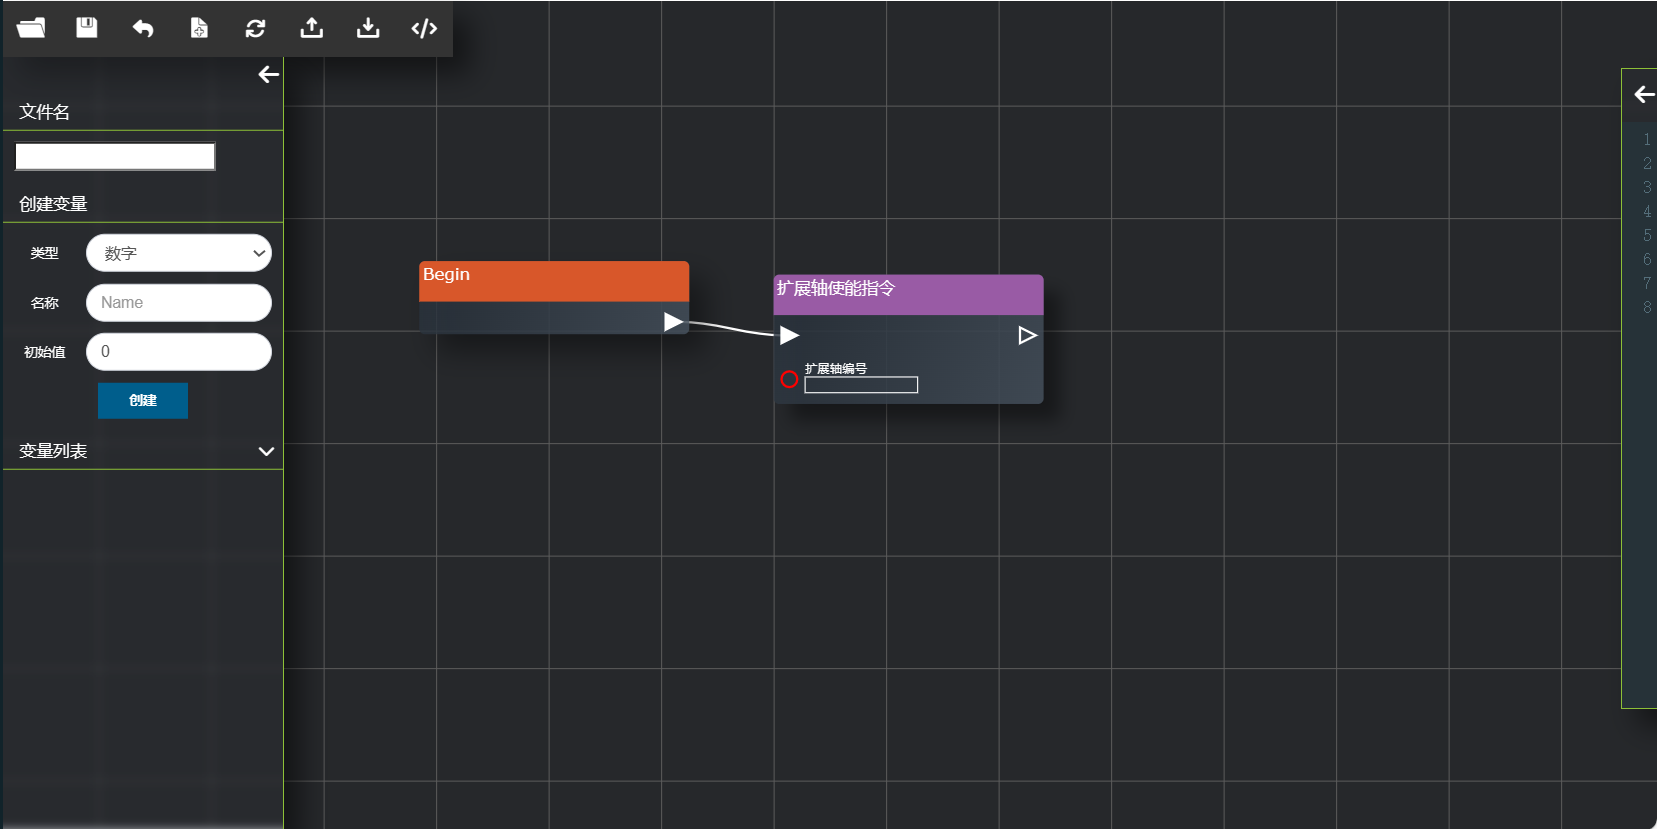 文件名
创建变量
类型 数字
名称 Name
初始值 0
创建
变量列表
Begin
扩展轴使能指令
扩展轴编号
1
2
3
4
5
6
7
8